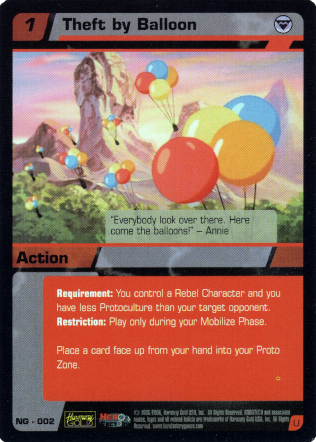 1 Theft by Balloon
"Everybody look over there. Here
come the balloons!" – Annie
Action
Requirement: You control a Rebel Character and you
have less Protoculture than your target opponent.
Restriction: Play only during your Mobilize Phase.
Place a card face up from your hand into your Proto
Zone.
NG - 002
Harmony
GOLD
U